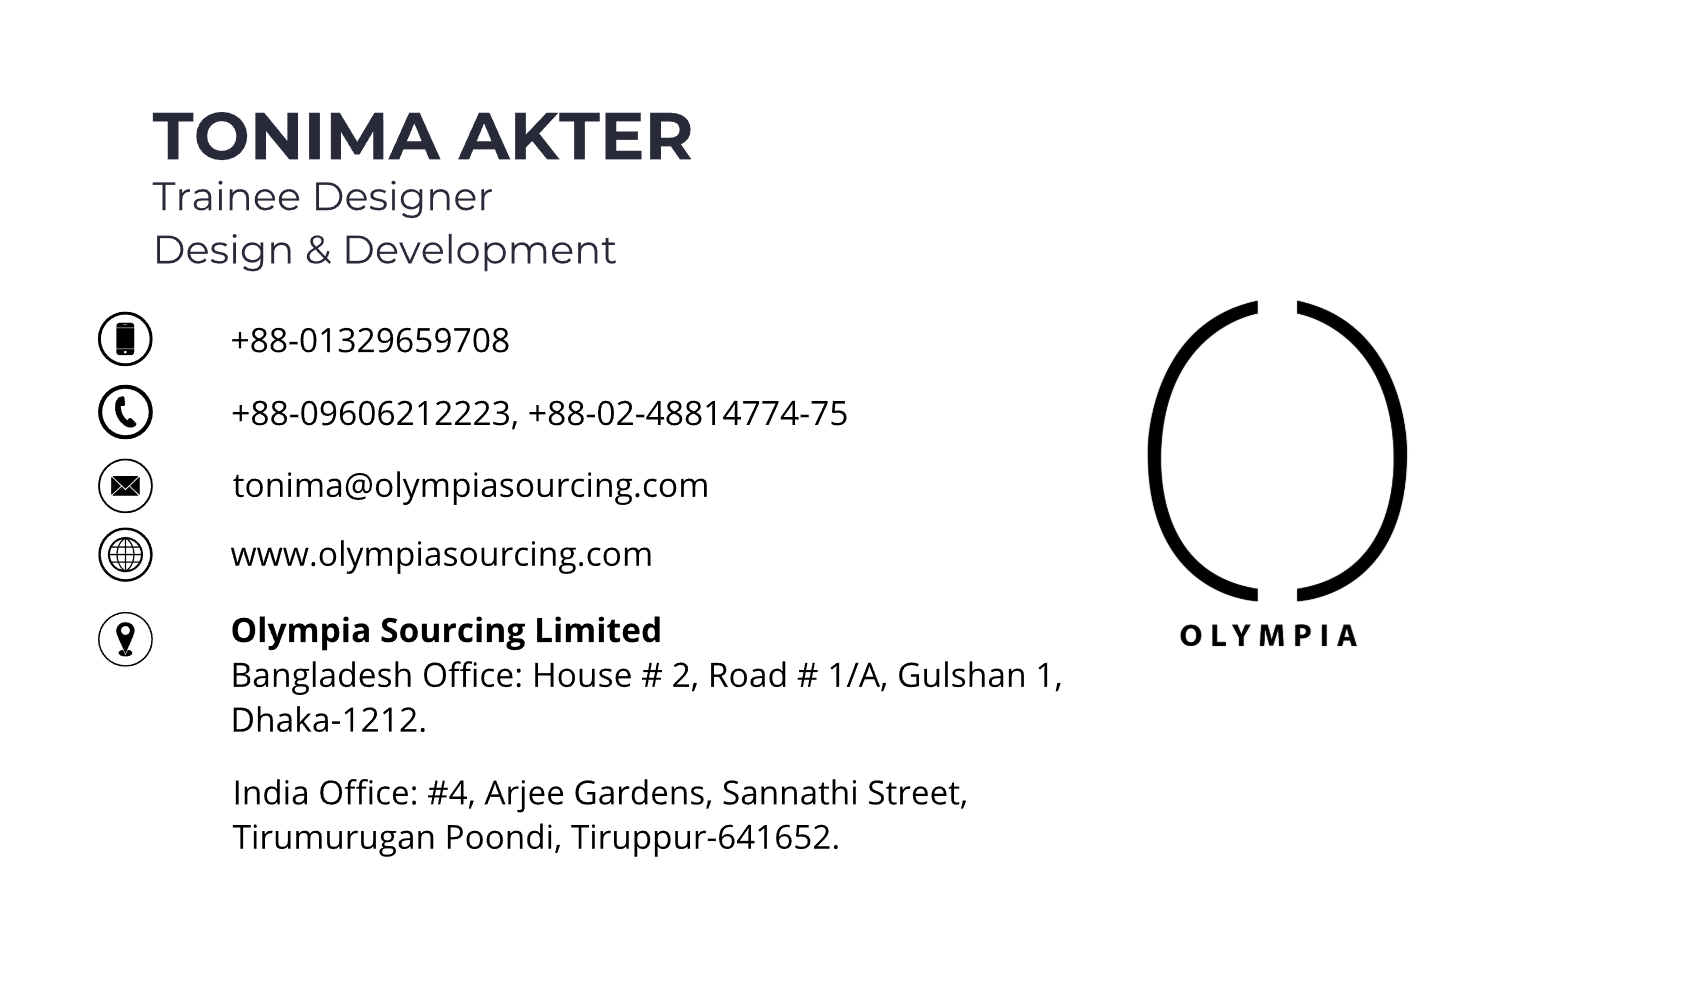 TONIMA AKTER
Trainee Designer
Design & Development
+88-01329659708
+88-09606212223, +88-02-48814774-75
tonima@olympiasourcing.com
www.olympiasourcing.com
Olympia Sourcing Limited
Bangladesh Office: House # 2, Road # 1/A, Gulshan 1,
Dhaka-1212.
India Office: #4, Arjee Gardens, Sannathi Street,
Tirumurugan Poondi, Tiruppur-641652.
OLYMPIA